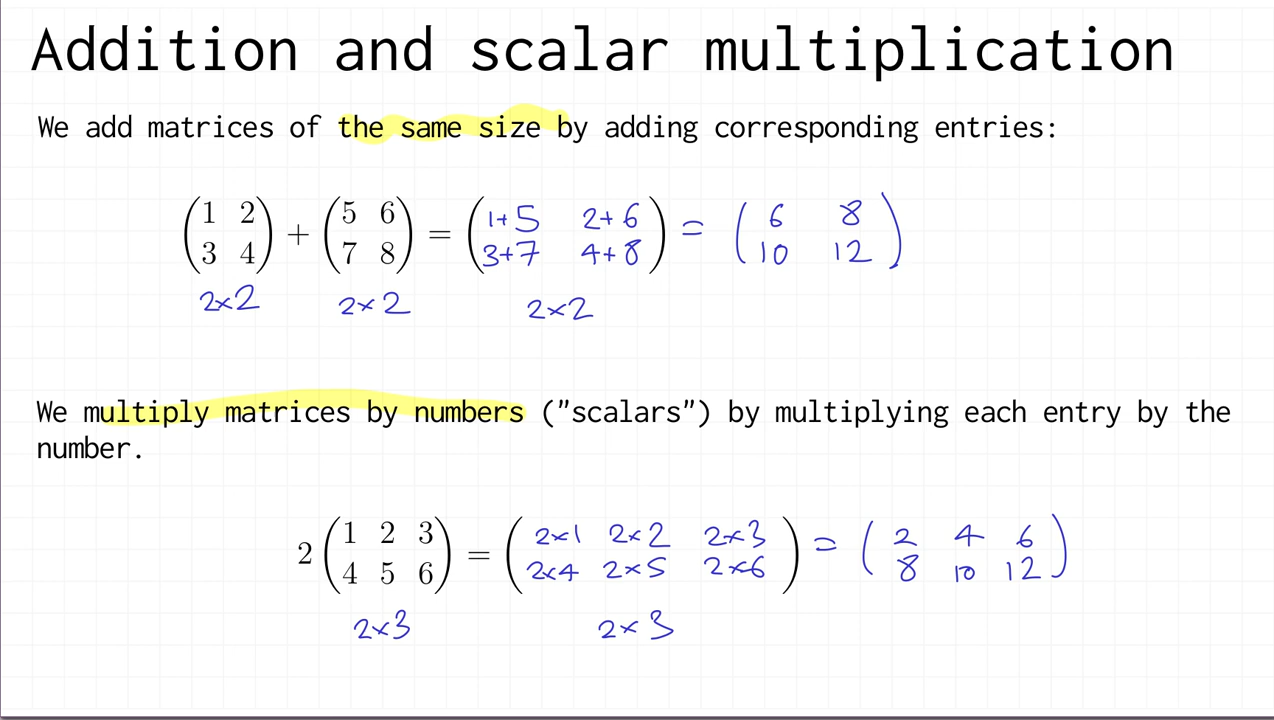 Addition and scalar multiplication
We add matrices of the same size by adding corresponding entries:
(1 2) + (5 6) = (1+5 2+6) = (6 8)
(3 4) (7 8) (3+7 4+8) (10 12)
2×2 2×2 2×2
We multiply matrices by numbers ("scalars") by multiplying each entry by the
number.
2 (1 2 3) = (2×1 2×2 2×3) = (2 4 6)
(4 5 6) (2×4 2×5 2×6) (8 10 12)
2×3 2×3